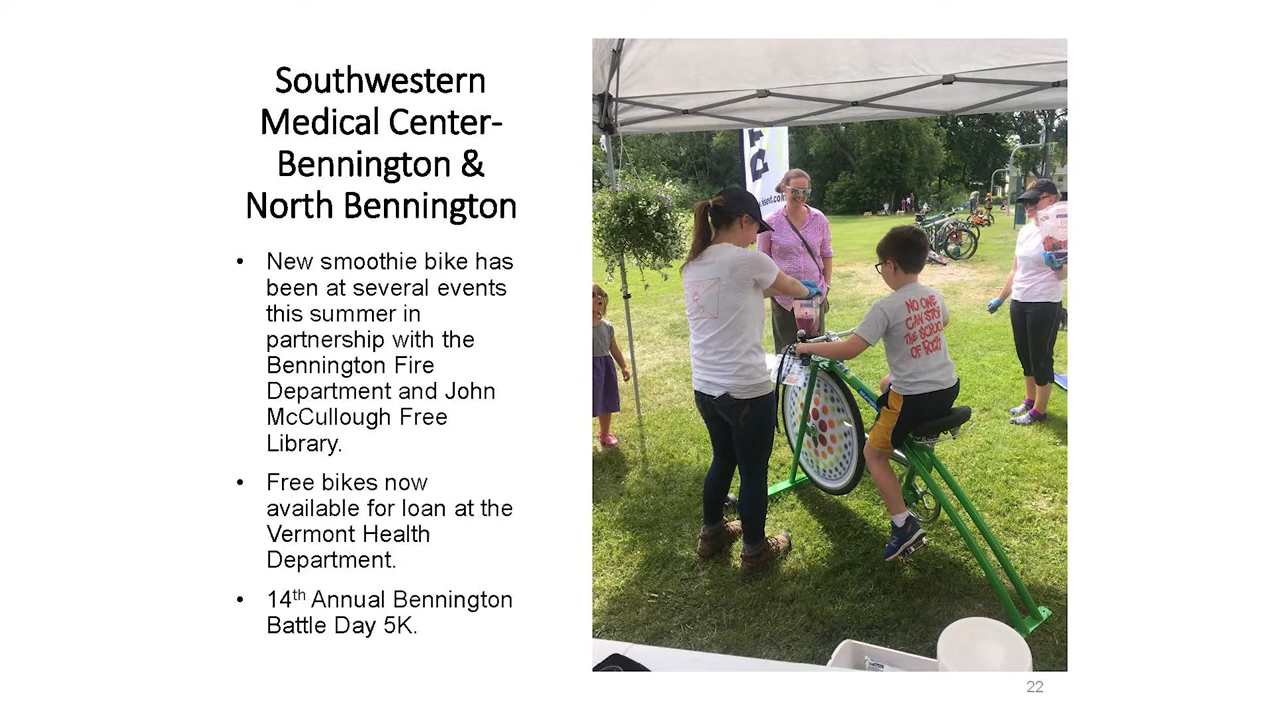 Southwestern
Medical Center-
Bennington &
North Bennington
• New smoothie bike has
been at several events
this summer in
partnership with the
Bennington Fire
Department and John
McCullough Free
Library.
• Free bikes now
available for loan at the
Vermont Health
Department.
• 14th Annual Bennington
Battle Day 5K.
NO ONE
CAN STOP
THE SCHOOL
OF ROCK
22